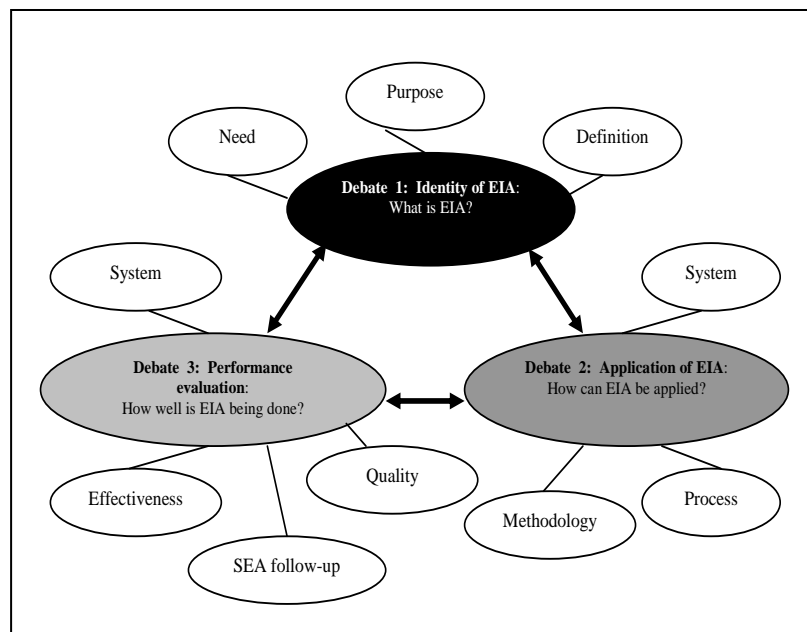 Purpose
Need
Definition
Debate 1: Identity of EIA:
What is EIA?
System
System
Debate 3: Performance
evaluation:
How well is EIA being done?
Debate 2: Application of EIA:
How can EIA be applied?
Quality
Effectiveness
Process
Methodology
SEA follow-up